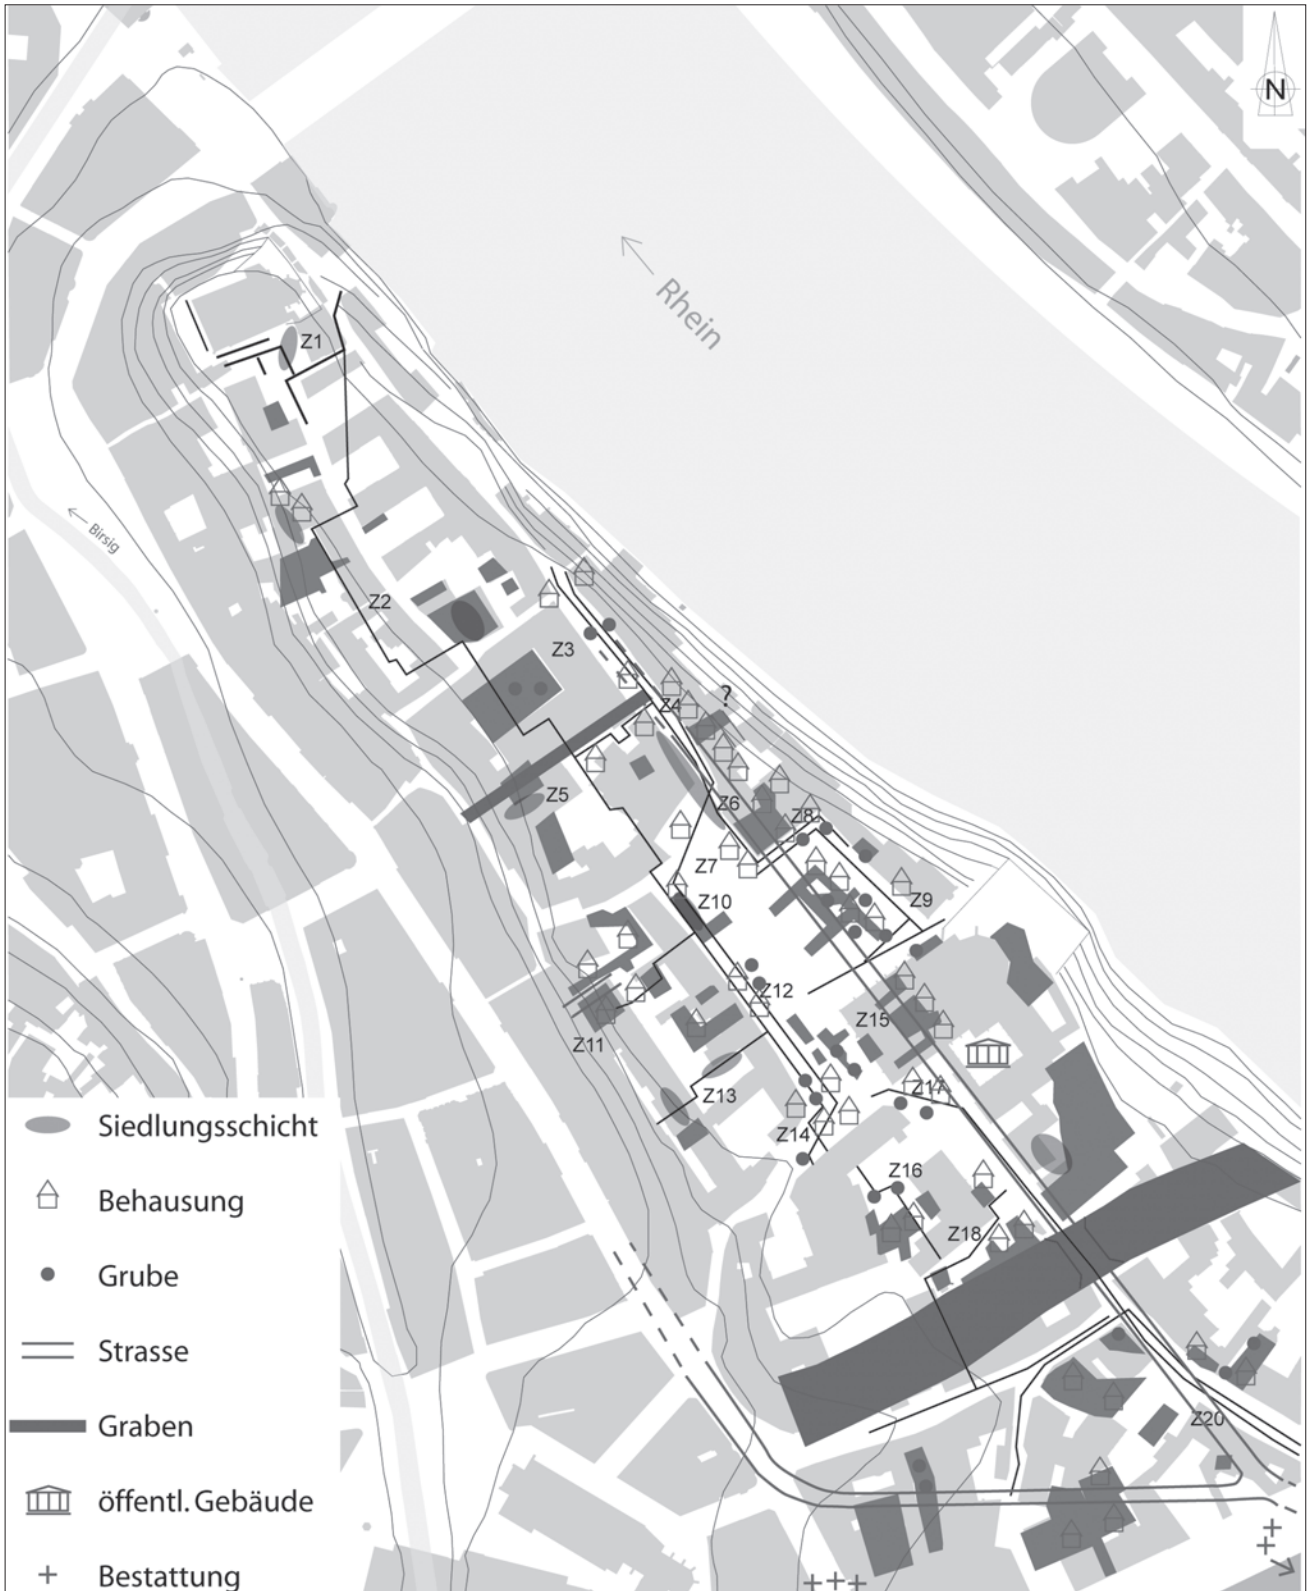 N
Rhein
Z1
Birsig
Z2
Z3
?
Z4
Z5
Z6
Z8
Z7
Z10
Z9
Z12
Z15
Z11
Z13
Z17
Z14
Z16
Z18
Z20
Siedlungsschicht
Behausung
Grube
Strasse
Graben
öffentl. Gebäude
Bestattung